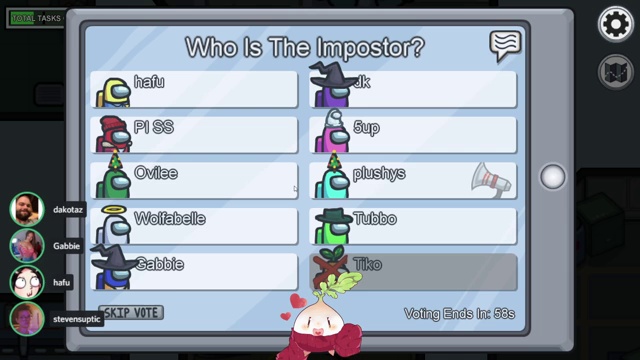 TOTAL TASKS
Who Is The Impostor?
hafu
dk
PI SS
5up
Ovilee
plushys
Wolfabelle
Tubbo
Gabbie
Tiko
SKIP VOTE
Voting Ends In: 58s
dakotaz
Gabbie
hafu
stevensuptic